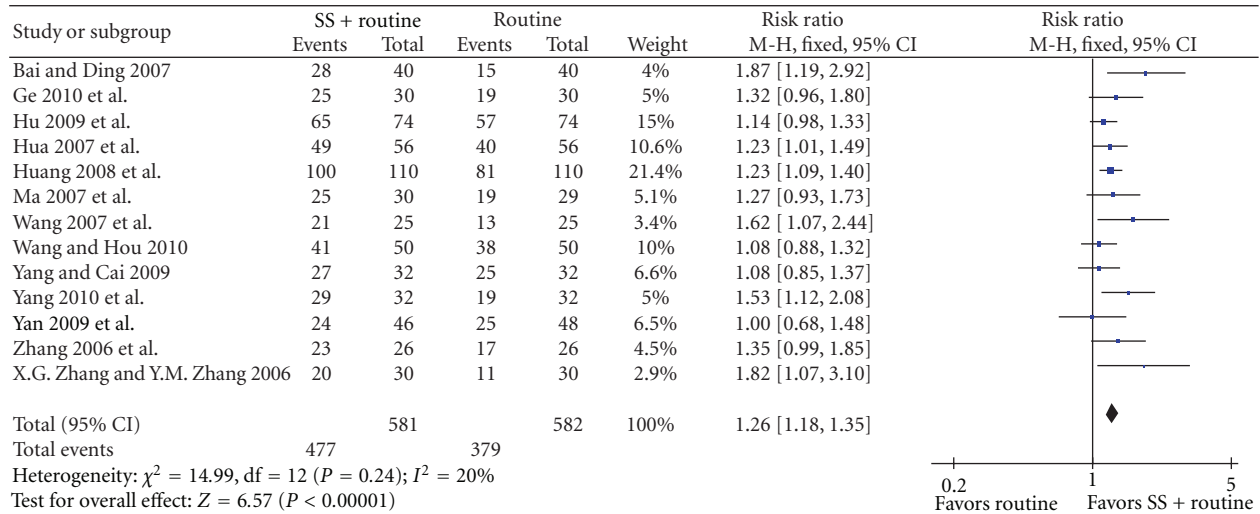 SS + routine Routine Risk ratio Risk ratio
Study or subgroup Events Total Events Total Weight M-H, fixed, 95% CI M-H, fixed, 95% CI
Bai and Ding 2007 28 40 15 40 4% 1.87 [1.19, 2.92]
Ge 2010 et al. 25 30 19 30 5% 1.32 [0.96, 1.80]
Hu 2009 et al. 65 74 57 74 15% 1.14 [0.98, 1.33]
Hua 2007 et al. 49 56 40 56 10.6% 1.23 [1.01, 1.49]
Huang 2008 et al. 100 110 81 110 21.4% 1.23 [1.09, 1.40]
Ma 2007 et al. 25 30 19 29 5.1% 1.27 [0.93, 1.73]
Wang 2007 et al. 21 25 13 25 3.4% 1.62 [ 1.07, 2.44]
Wang and Hou 2010 41 50 38 50 10% 1.08 [0.88, 1.32]
Yang and Cai 2009 27 32 25 32 6.6% 1.08 [0.85, 1.37]
Yang 2010 et al. 29 32 19 32 5% 1.53 [1.12, 2.08]
Yan 2009 et al. 24 46 25 48 6.5% 1.00 [0.68, 1.48]
Zhang 2006 et al. 23 26 17 26 4.5% 1.35 [0.99, 1.85]
X.G. Zhang and Y.M. Zhang 2006 20 30 11 30 2.9% 1.82 [1.07, 3.10]
Total (95% CI) 581 582 100% 1.26 [1.18, 1.35]
Total events 477 379
Heterogeneity: χ² = 14.99, df = 12 (P = 0.24); I² = 20%
Test for overall effect: Z = 6.57 (P < 0.00001)
0.2 1 5
Favors routine Favors SS + routine